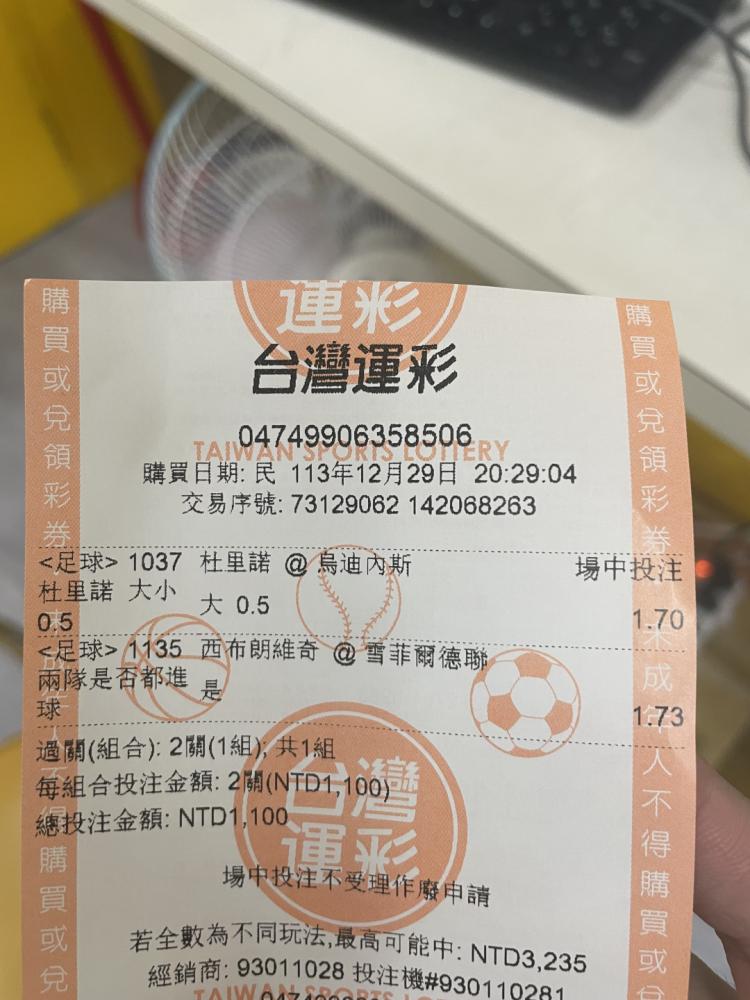 運彩
台灣運彩
04749906358506
TAIWAN SPORTS LOTTERY
購買日期: 民 113年12月29日 20:29:04
交易序號: 73129062 142068263
<足球> 1037 杜里諾 @ 烏迪內斯 場中投注
杜里諾 大小 大 0.5
0.5 1.70
<足球> 1135 西布朗維奇 @ 雪菲爾德聯
兩隊是否都進 是
球 1.73
過關(組合): 2關(1組), 共1組
每組合投注金額: 2關(NTD1,100)
總投注金額: NTD1,100
台灣
運彩
場中投注不受理作廢申請
若全數為不同玩法,最高可能中: NTD3,235
經銷商: 93011028 投注機#930110281
TAIWAN SPORTS
購買或兌領彩券
購買或兌
購買或兌領彩券
未成年人不得購買或